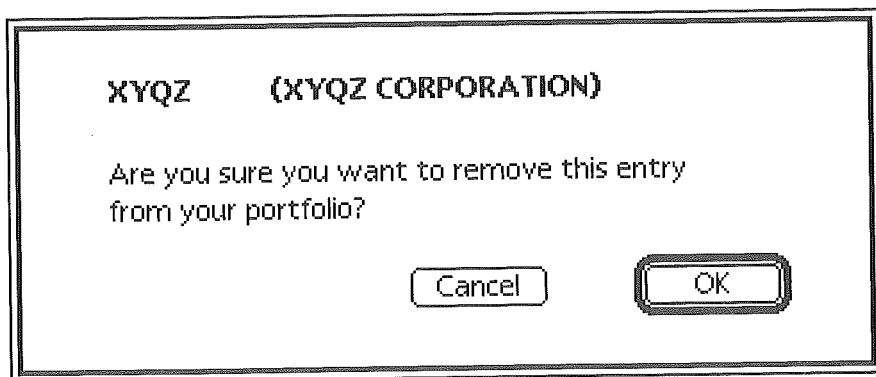 XYQZ (XYQZ CORPORATION)
Are you sure you want to remove this entry
from your portfolio?
Cancel OK